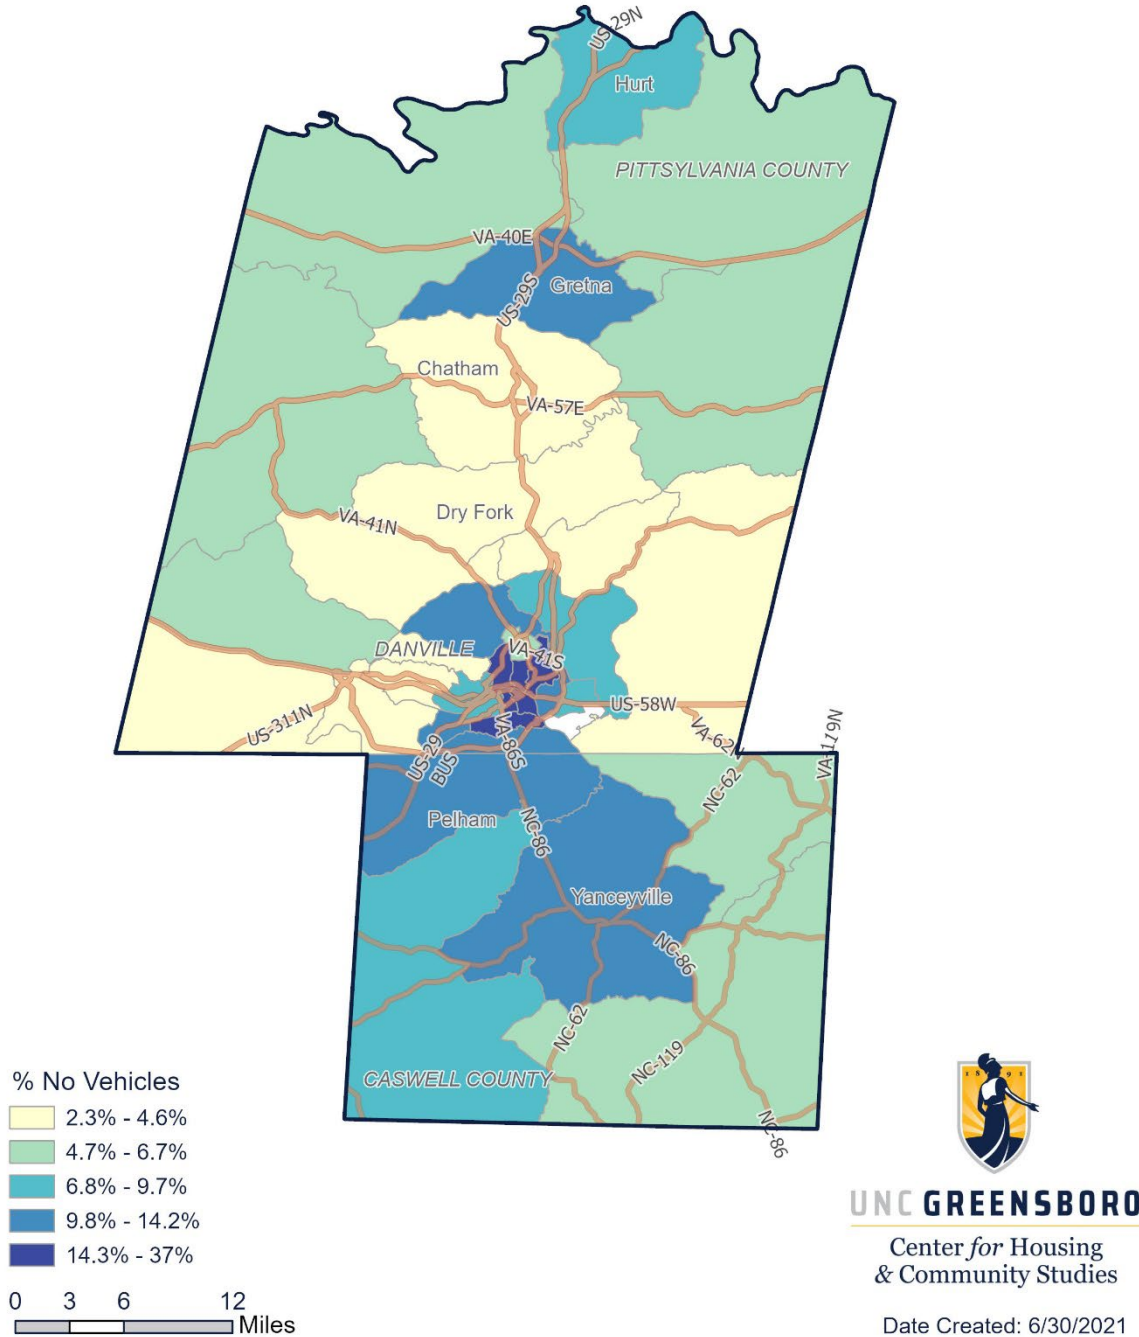 US-29N
Hurt
PITTSYLVANIA COUNTY
VA-40E
Gretna
US-29S
Chatham
VA-57E
Dry Fork
VA-41N
DANVILLE
VA-41S
US-311N
US-58W
VA-62N
VA-119N
US-29
BUS
VA-86S
NC-62
Pelham
NC-86
Yanceyville
NC-86
NC-62
NC-119
CASWELL COUNTY
NC-86
% No Vehicles
2.3% - 4.6%
4.7% - 6.7%
6.8% - 9.7%
9.8% - 14.2%
14.3% - 37%
0 3 6 12
Miles
18 91
UNC GREENSBORO
Center for Housing
& Community Studies
Date Created: 6/30/2021